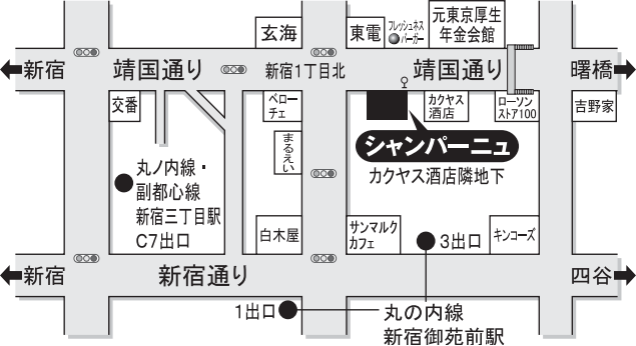 玄海
東電
フレッシュネス
バーガー
元東京厚生
年金会館
新宿
靖国通り
新宿1丁目北
靖国通り
曙橋
交番
ベロー
チェ
カクヤス
酒店
ローソン
ストア100
吉野家
まるえい
シャンパーニュ
カクヤス酒店隣地下
丸ノ内線・
副都心線
新宿三丁目駅
C7出口
白木屋
サンマルク
カフェ
3出口
キンコーズ
新宿
新宿通り
四谷
1出口
丸の内線
新宿御苑前駅